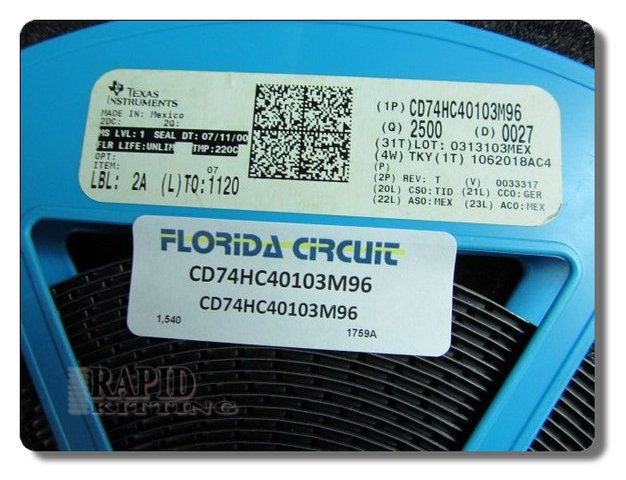 TEXAS
INSTRUMENTS
MADE IN: Mexico
2DC: 2Q:
MS LVL:1 SEAL DT:07/11/00
FLR LIFE:UNLIM TMP:220C
OPT:
ITEM:
07
LBL: 2A (L)TO:1120
(1P) CD74HC40103M96
(Q) 2500 (D) 0027
(31T)LOT: 0313103MEX
(4W) TKY(1T) 1062018AC4
(P)
(2P) REV: T (V) 0033317
(20L) CSO:TID (21L) CCO:GER
(22L) ASO:MEX (23L) ACO:MEX
FLORIDA CIRCUIT
CD74HC40103M96
CD74HC40103M96
1,540 1759A
RAPID
KITTING